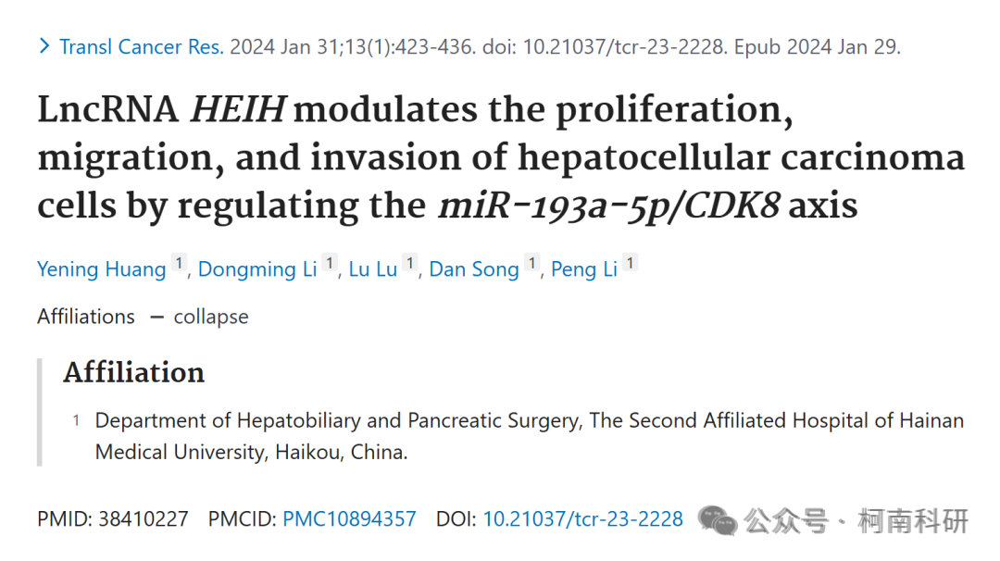 > Transl Cancer Res. 2024 Jan 31;13(1):423-436. doi: 10.21037/tcr-23-2228. Epub 2024 Jan 29.
LncRNA HEIH modulates the proliferation,
migration, and invasion of hepatocellular carcinoma
cells by regulating the miR-193a-5p/CDK8 axis
Yening Huang 1, Dongming Li 1, Lu Lu 1, Dan Song 1, Peng Li 1
Affiliations — collapse
Affiliation
1 Department of Hepatobiliary and Pancreatic Surgery, The Second Affiliated Hospital of Hainan
Medical University, Haikou, China.
PMID: 38410227 PMCID: PMC10894357 DOI: 10.21037/tcr-23-2228 公众号 · 柯南科研